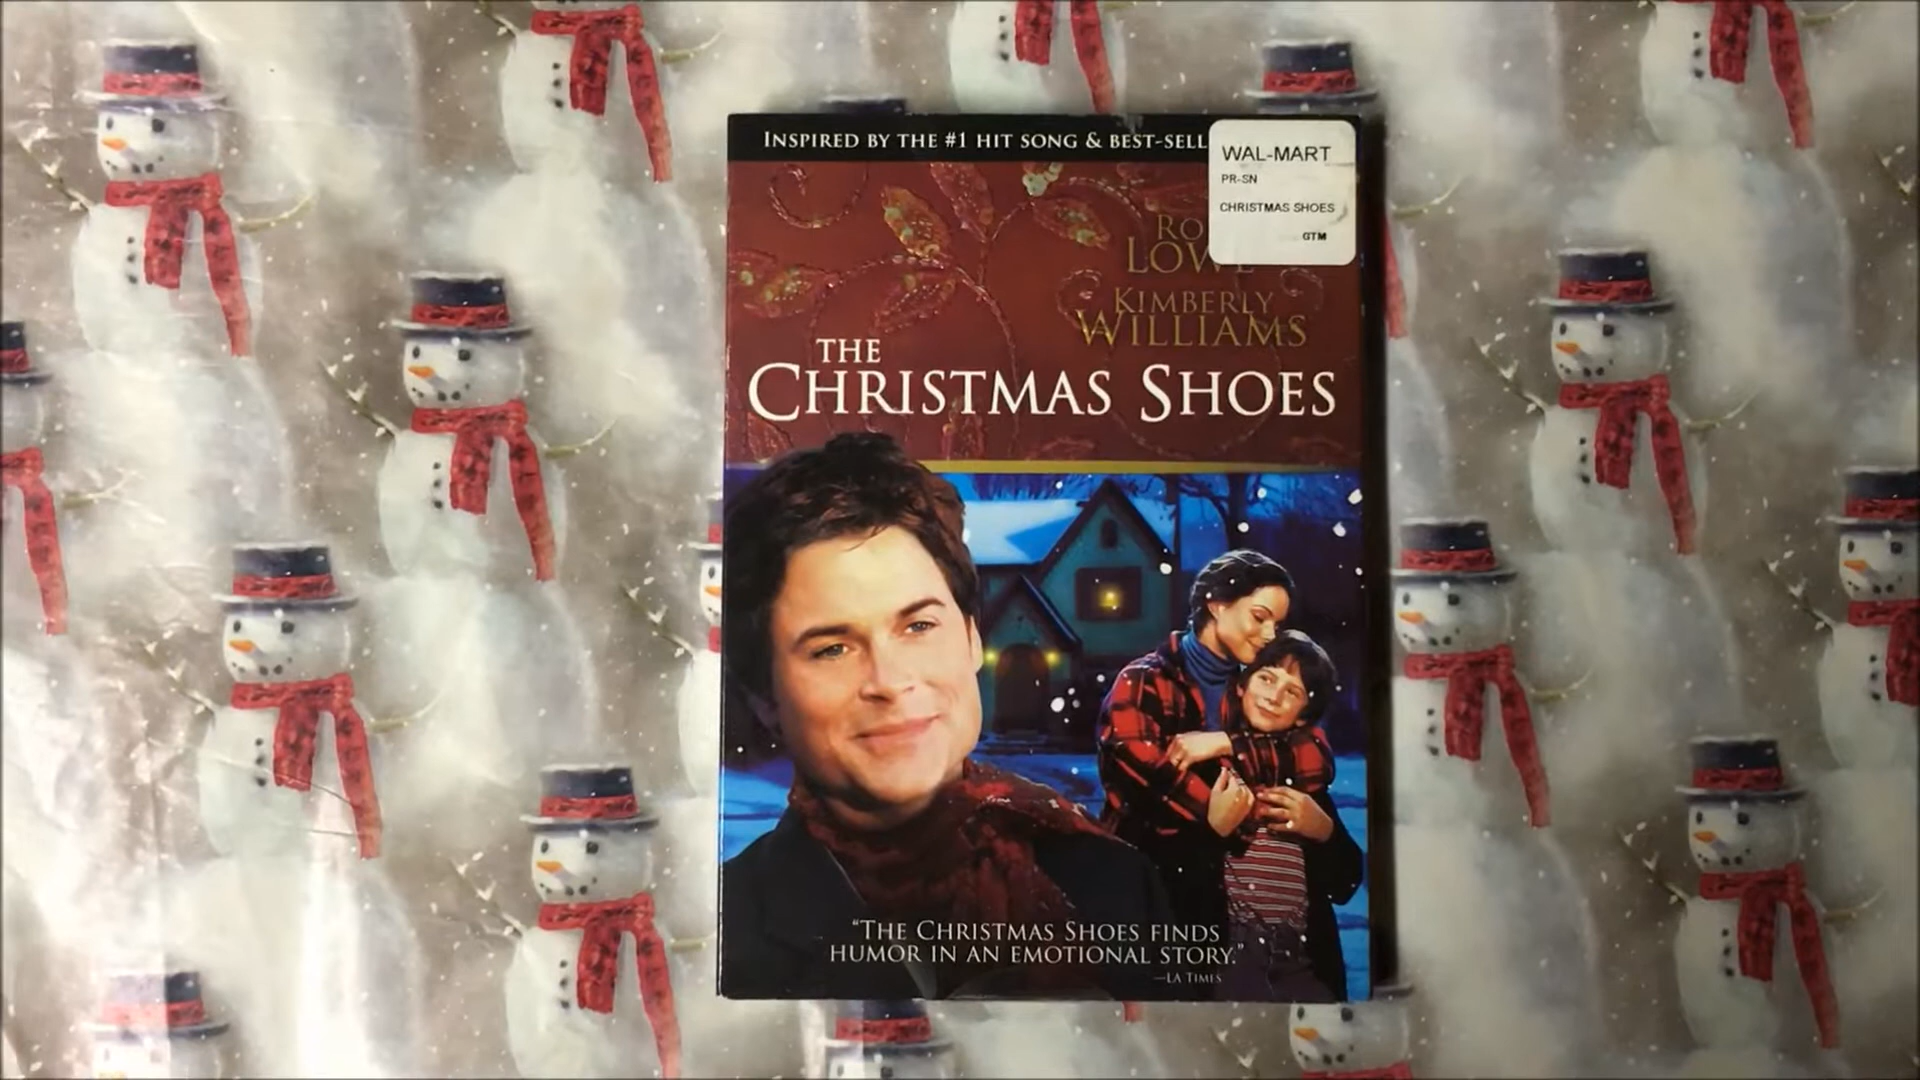 INSPIRED BY THE #1 HIT SONG & BEST-SELL
WAL-MART
PR-SN
CHRISTMAS SHOES
GTM
RO
LOWE
KIMBERLY
WILLIAMS
THE
CHRISTMAS SHOES
"THE CHRISTMAS SHOES FINDS
HUMOR IN AN EMOTIONAL STORY."
—LA TIMES